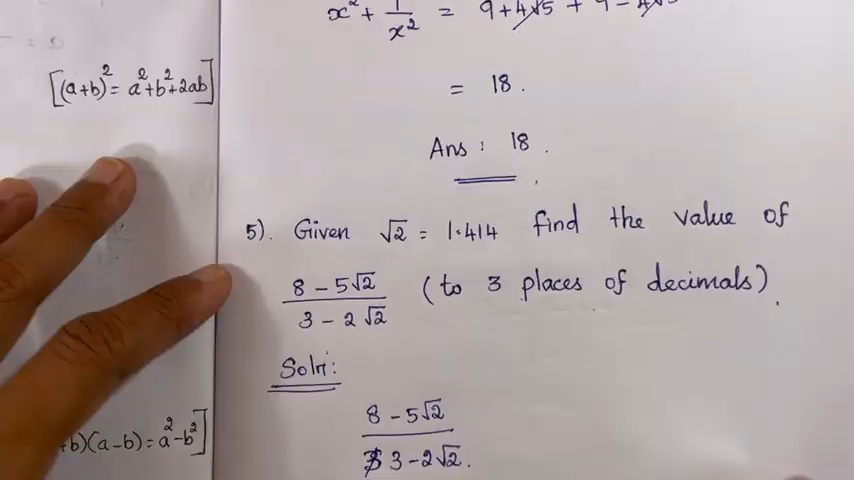 x² + 1/x² = 9+4√5 + 9-4√5
[(a+b)² = a²+b²+2ab]
= 18.
Ans : 18.
5). Given √2 = 1.414 find the value of
8 - 5√2 / 3 - 2√2 (to 3 places of decimals).
Soln:
8 - 5√2 / 3 - 2√2.
+b)(a-b) = a²-b²]